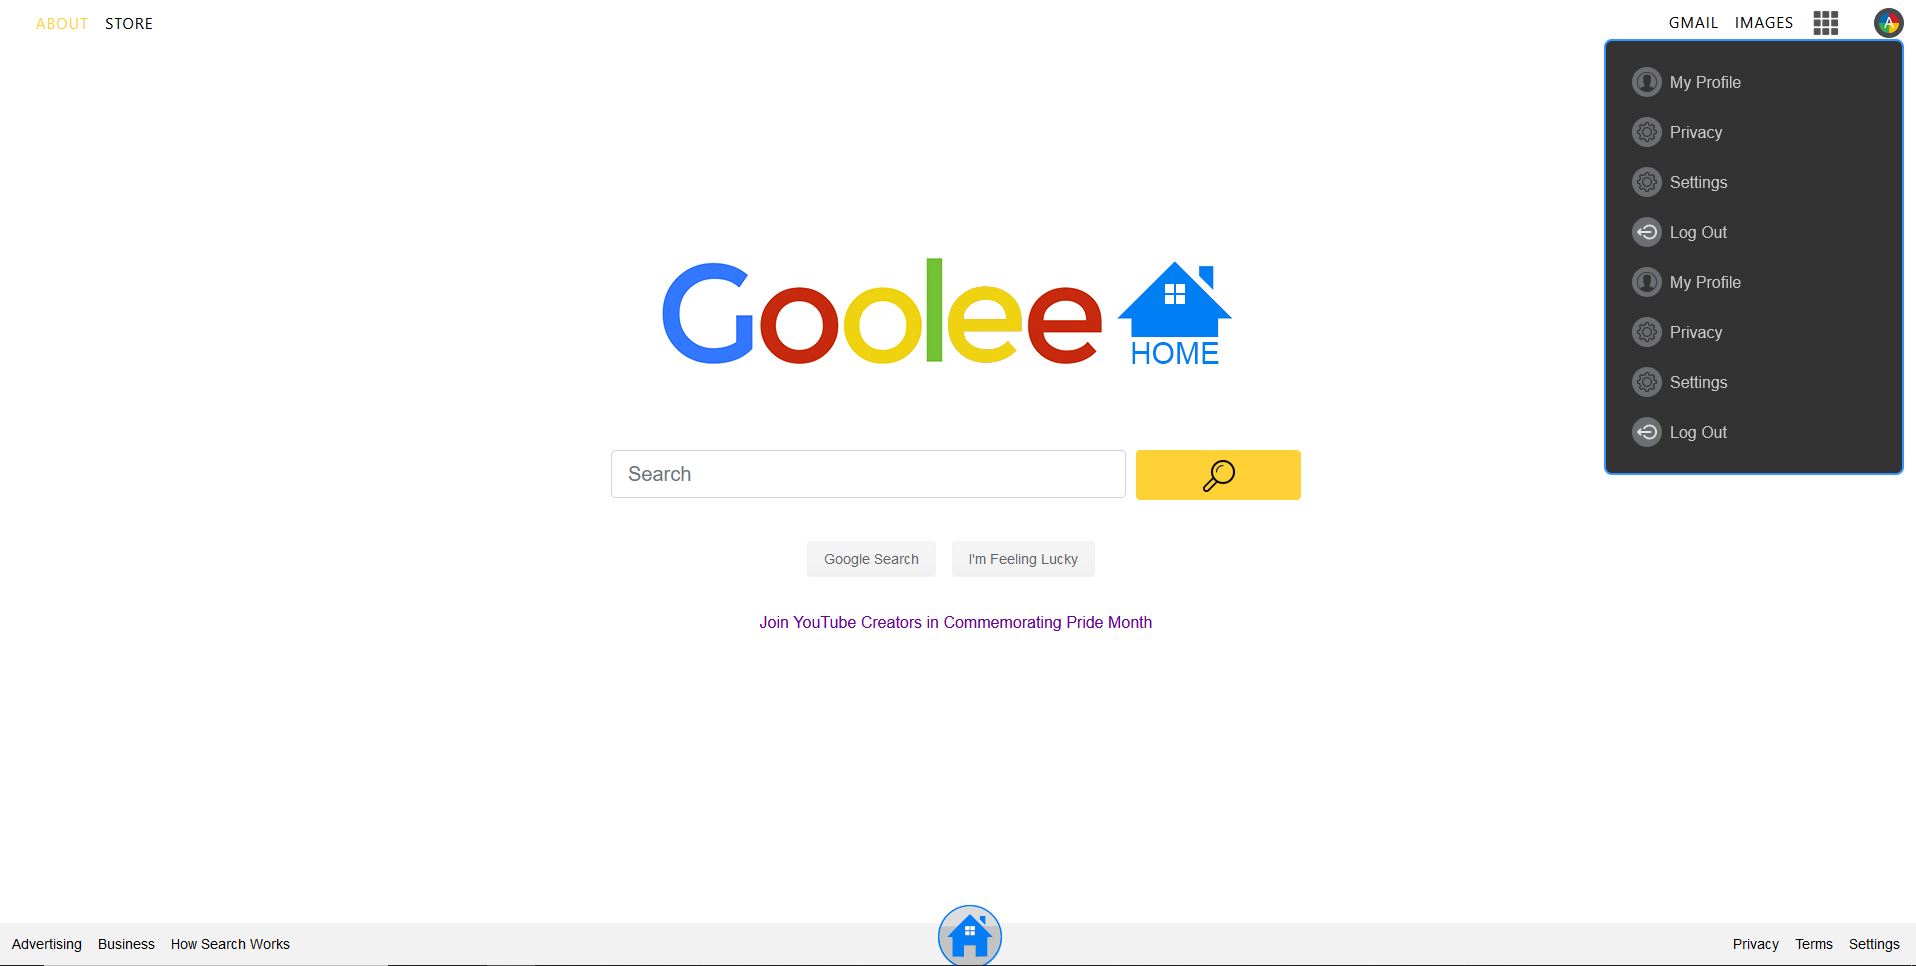 ABOUT STORE
GMAIL IMAGES
A
My Profile
Privacy
Settings
Log Out
My Profile
Privacy
Settings
Log Out
Goolee
HOME
Search
Google Search I'm Feeling Lucky
Join YouTube Creators in Commemorating Pride Month
Advertising Business How Search Works
Privacy Terms Settings